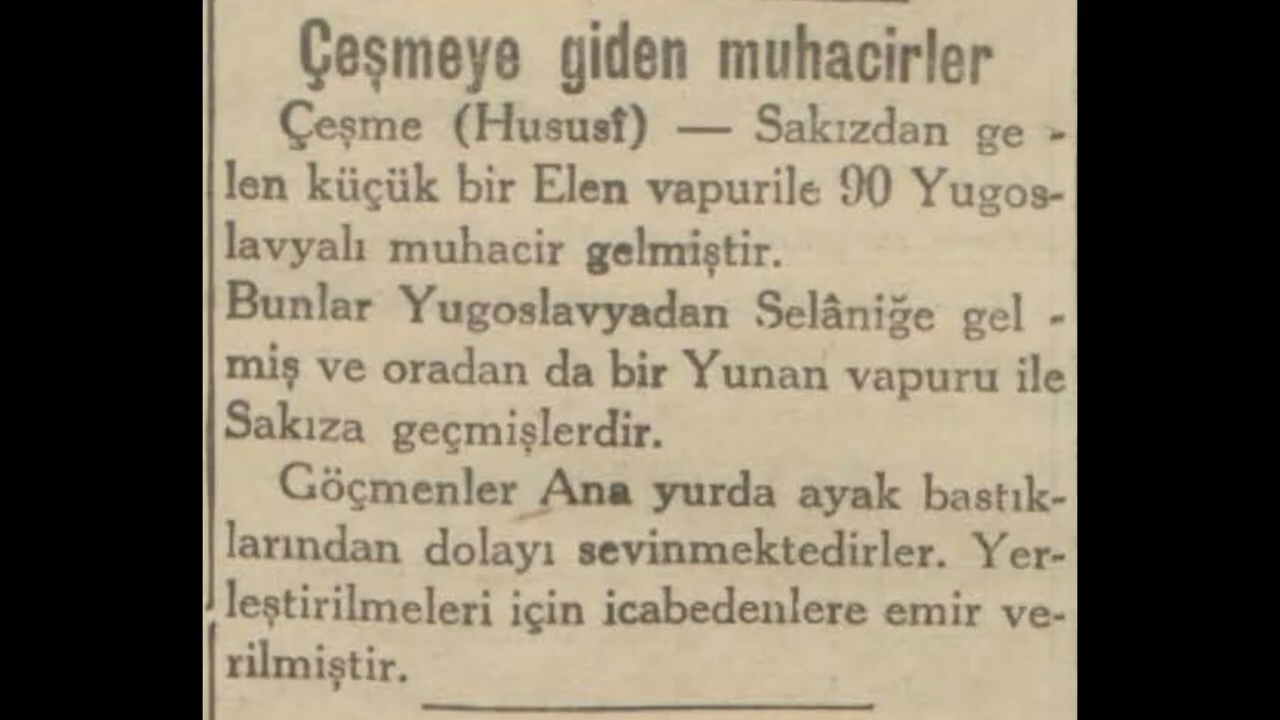 Çeşmeye giden muhacirler
Çeşme (Hususî) — Sakızdan ge -
len küçük bir Elen vapurile 90 Yugos-
lavyalı muhacir gelmiştir.
Bunlar Yugoslavyadan Selâniğe gel -
miş ve oradan da bir Yunan vapuru ile
Sakıza geçmişlerdir.
Göçmenler Ana yurda ayak bastık-
larından dolayı sevinmektedirler. Yer-
leştirilmeleri için icabedenlere emir ve-
rilmiştir.